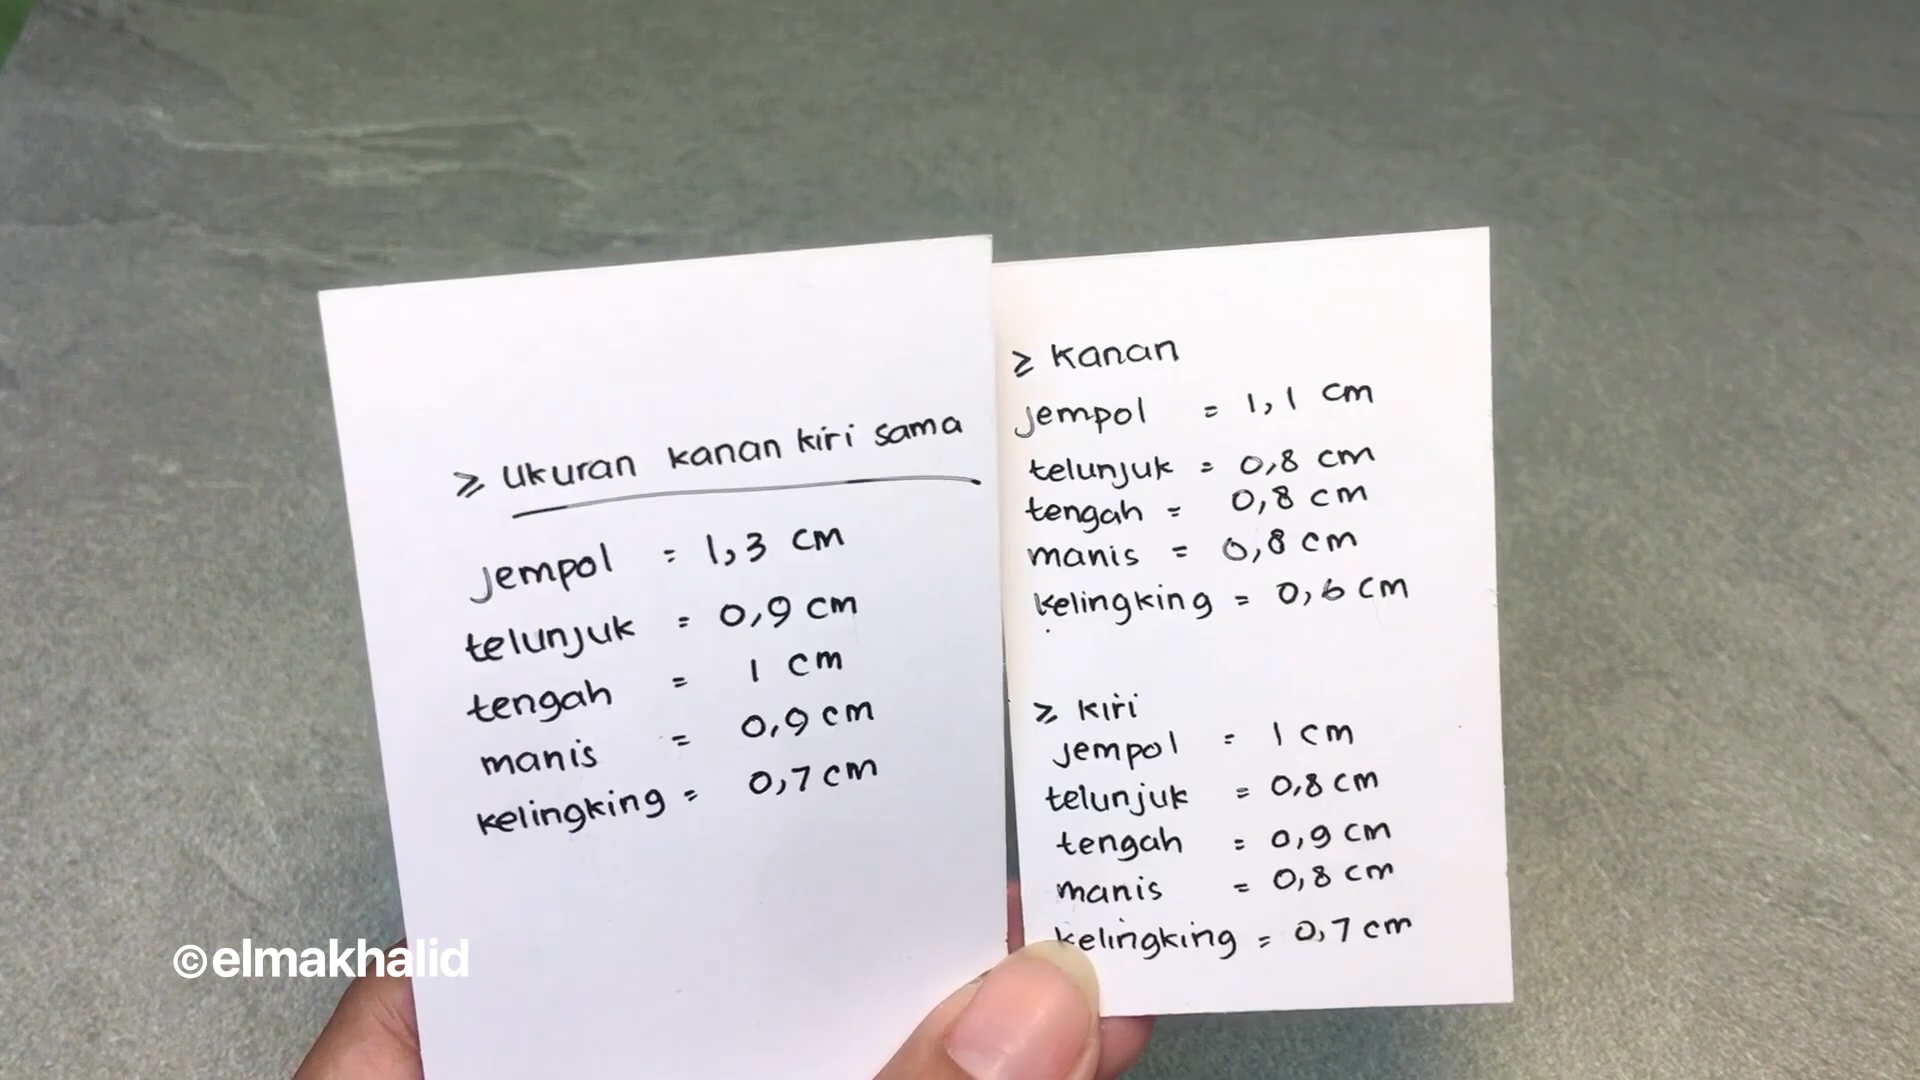 ≥ Ukuran kanan kiri sama
jempol = 1,3 cm
telunjuk = 0,9 cm
tengah = 1 cm
manis = 0,9 cm
kelingking = 0,7 cm
≥ Kanan
jempol = 1,1 cm
telunjuk = 0,8 cm
tengah = 0,8 cm
manis = 0,8 cm
kelingking = 0,6 cm
≥ Kiri
jempol = 1 cm
telunjuk = 0,8 cm
tengah = 0,9 cm
manis = 0,8 cm
kelingking = 0,7 cm
©elmakhalid